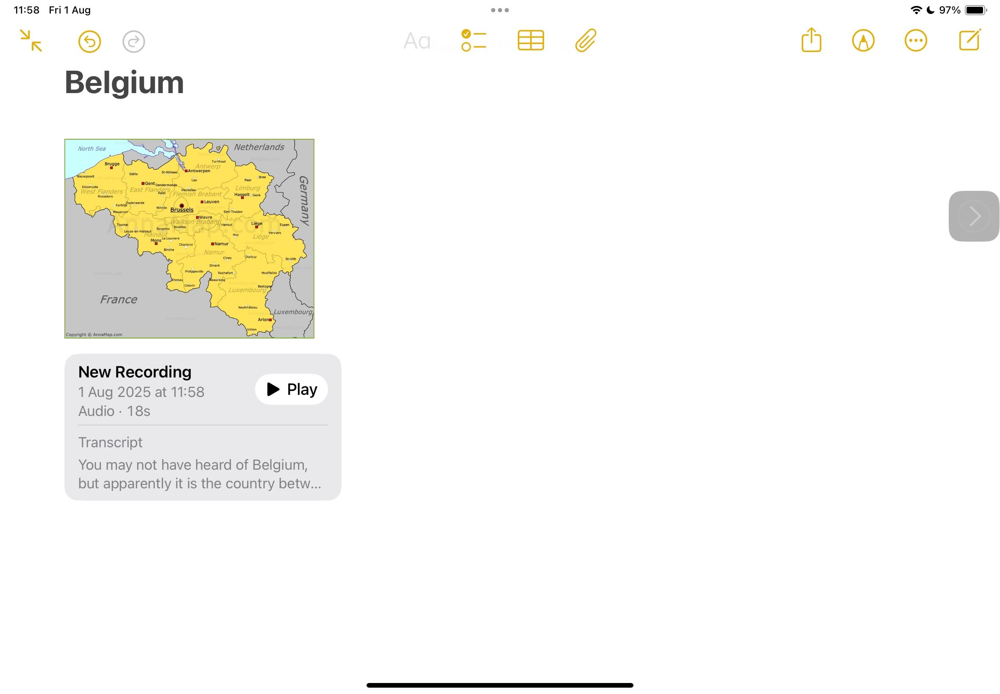 11:58 Fri 1 Aug
97%
Aa
Belgium
North Sea
Netherlands
Germany
France
Luxembourg
Brugge
Nieuwpoort
Diksmuide
West Flanders
Roeselare
Kortrijk
Mouscron
Eeklo
St-Niklaas
Gent
Dendermonde
East Flanders
Aalst
Oudenaarde
Ninove
Turnhout
Antwerp
Antwerpen
Lier
Mechelen
Flemish Brabant
Leuven
Brussels
Peer
Bree
Limburg
Hasselt
Genk
Sint-Truiden
Wavre
Walloon Brabant
Nivelles
Hannut
Liège
Eupen
Verviers
Huy
Liège
Tournai
Leuze-en-Hainaut
Soignies
Hainaut
Mons
La Louviere
Binche
Charleroi
Namur
Namur
Ciney
Dinant
Philippeville
Rochefort
Beauraing
Chimay
Couvin
Durbuy
St-Vith
Houffalize
Bastogne
Luxembourg
Neufchâteau
Arlon
Virton
AnnaMap.com
Copyright © AnnaMap.com
New Recording
1 Aug 2025 at 11:58
Audio · 18s
Play
Transcript
You may not have heard of Belgium,
but apparently it is the country betw...